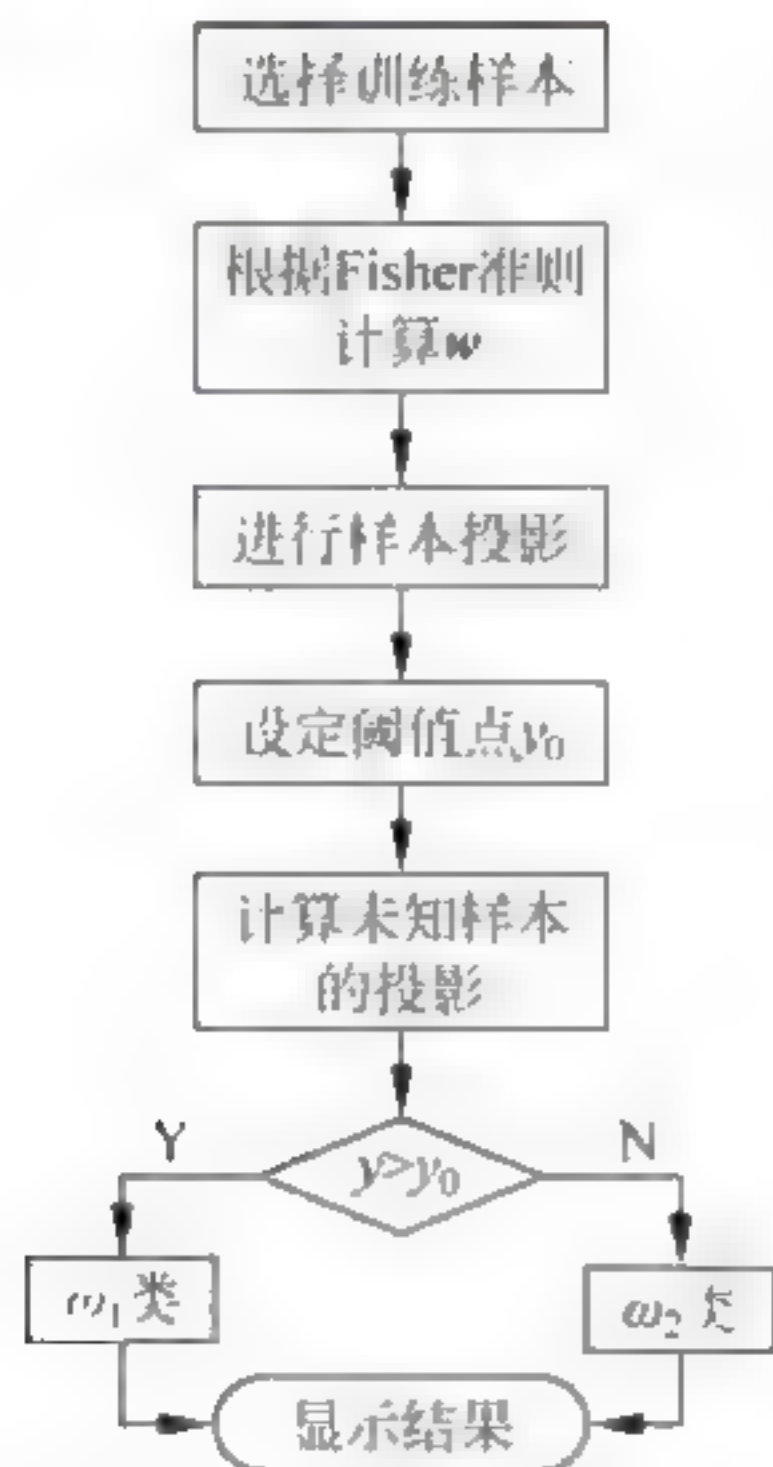 选择训练样本
根据Fisher准则
计算w
进行样本投影
设定阈值点y₀
计算未知样本
的投影
Y
y>y₀
N
ω₁类
ω₂类
显示结果